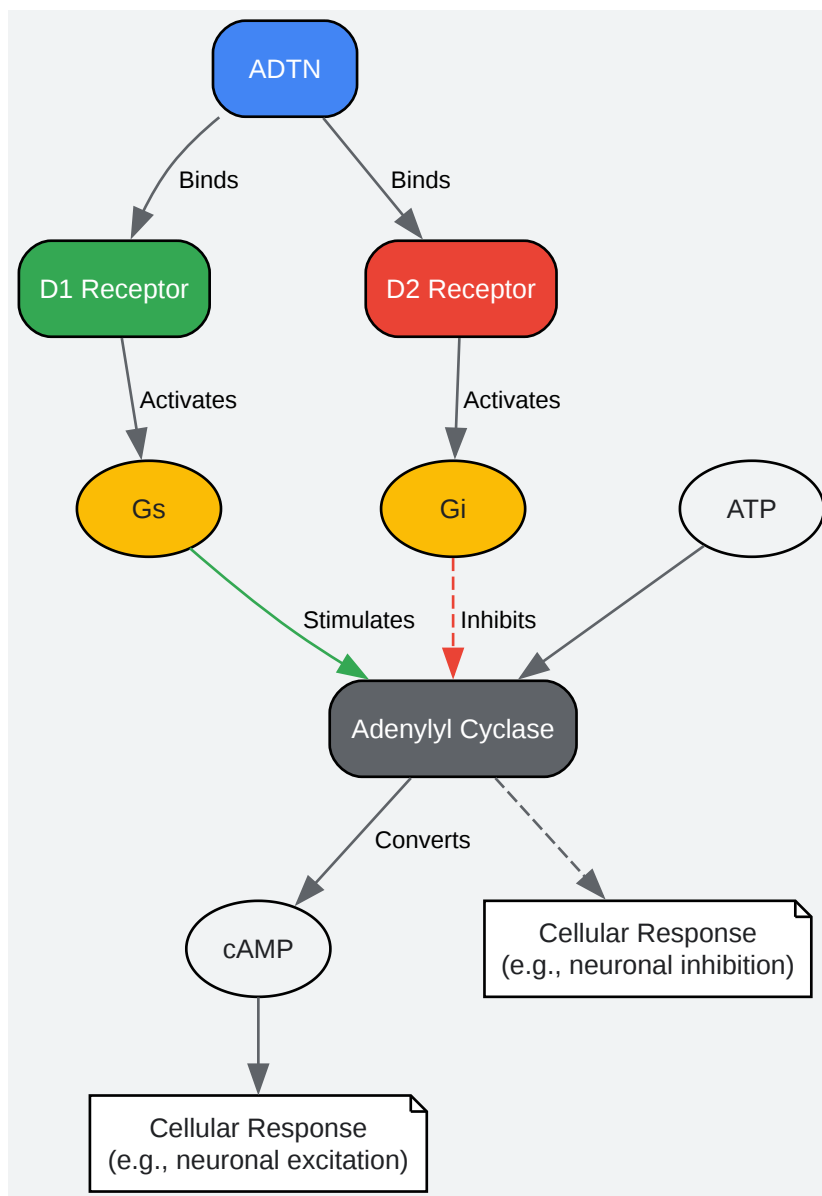 ADTN
Binds
Binds
D1 Receptor
D2 Receptor
Activates
Activates
Gs
Gi
ATP
Stimulates
Inhibits
Adenylyl Cyclase
Converts
cAMP
Cellular Response
(e.g., neuronal inhibition)
Cellular Response
(e.g., neuronal excitation)